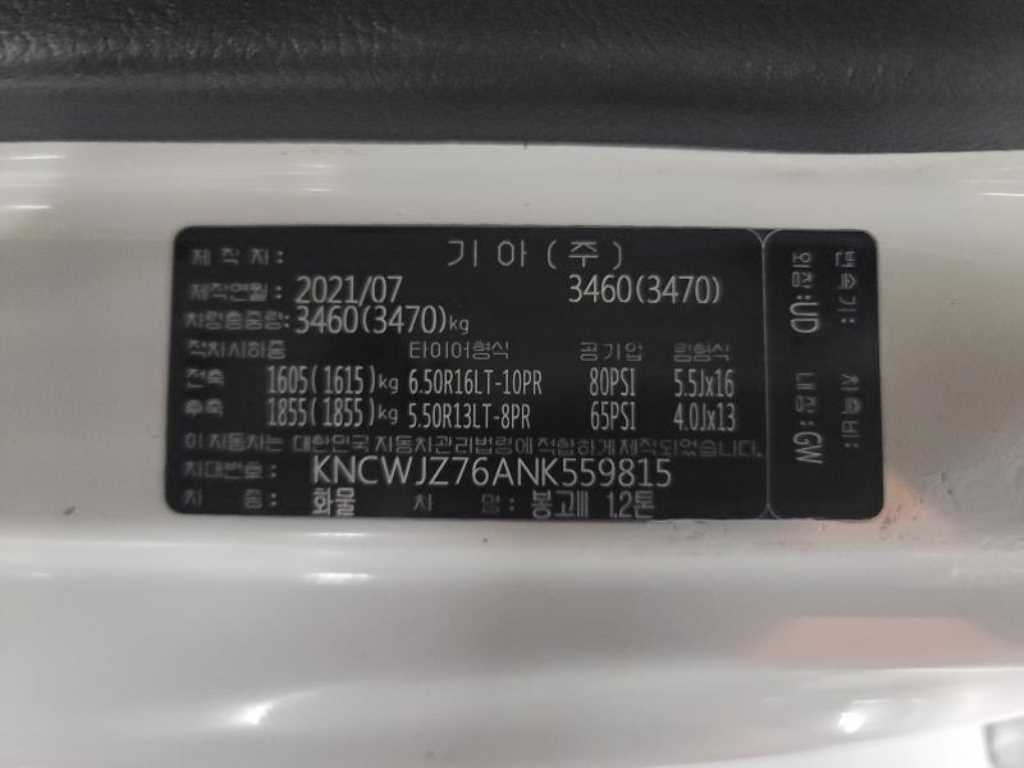 제 작 자 : 기 아 ( 주 )
제작연월 : 2021/07 3460(3470)
차량총중량: 3460(3470)kg
적차시하중 타이어형식 공기압 림형식
전축 1605(1615)kg 6.50R16LT-10PR 80PSI 5.5Jx16
후축 1855(1855)kg 5.50R13LT-8PR 65PSI 4.0Jx13
이 자동차는 대한민국 자동차관리법령에 적합하게 제작되었습니다.
차대번호 : KNCWJZ76ANK559815
차 종 : 화물 차 명 : 봉고Ⅲ 1.2톤
변속기: 차축비:
외장:UD 내장:GW